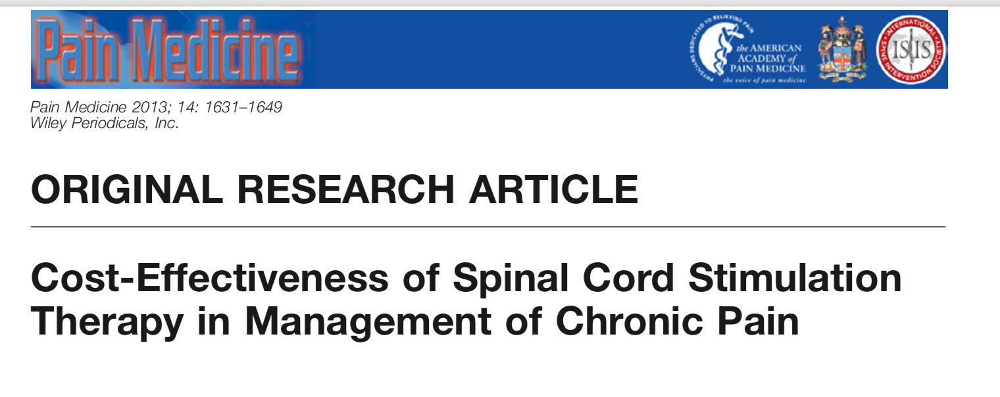 Pain Medicine
PHYSICIANS DEDICATED TO RELIEVING PAIN
the AMERICAN
ACADEMY of
PAIN MEDICINE
the voice of pain medicine
INTERNATIONAL
ISIS
SPINE INTERVENTION SOCIETY
Pain Medicine 2013; 14: 1631–1649
Wiley Periodicals, Inc.
ORIGINAL RESEARCH ARTICLE
Cost-Effectiveness of Spinal Cord Stimulation
Therapy in Management of Chronic Pain